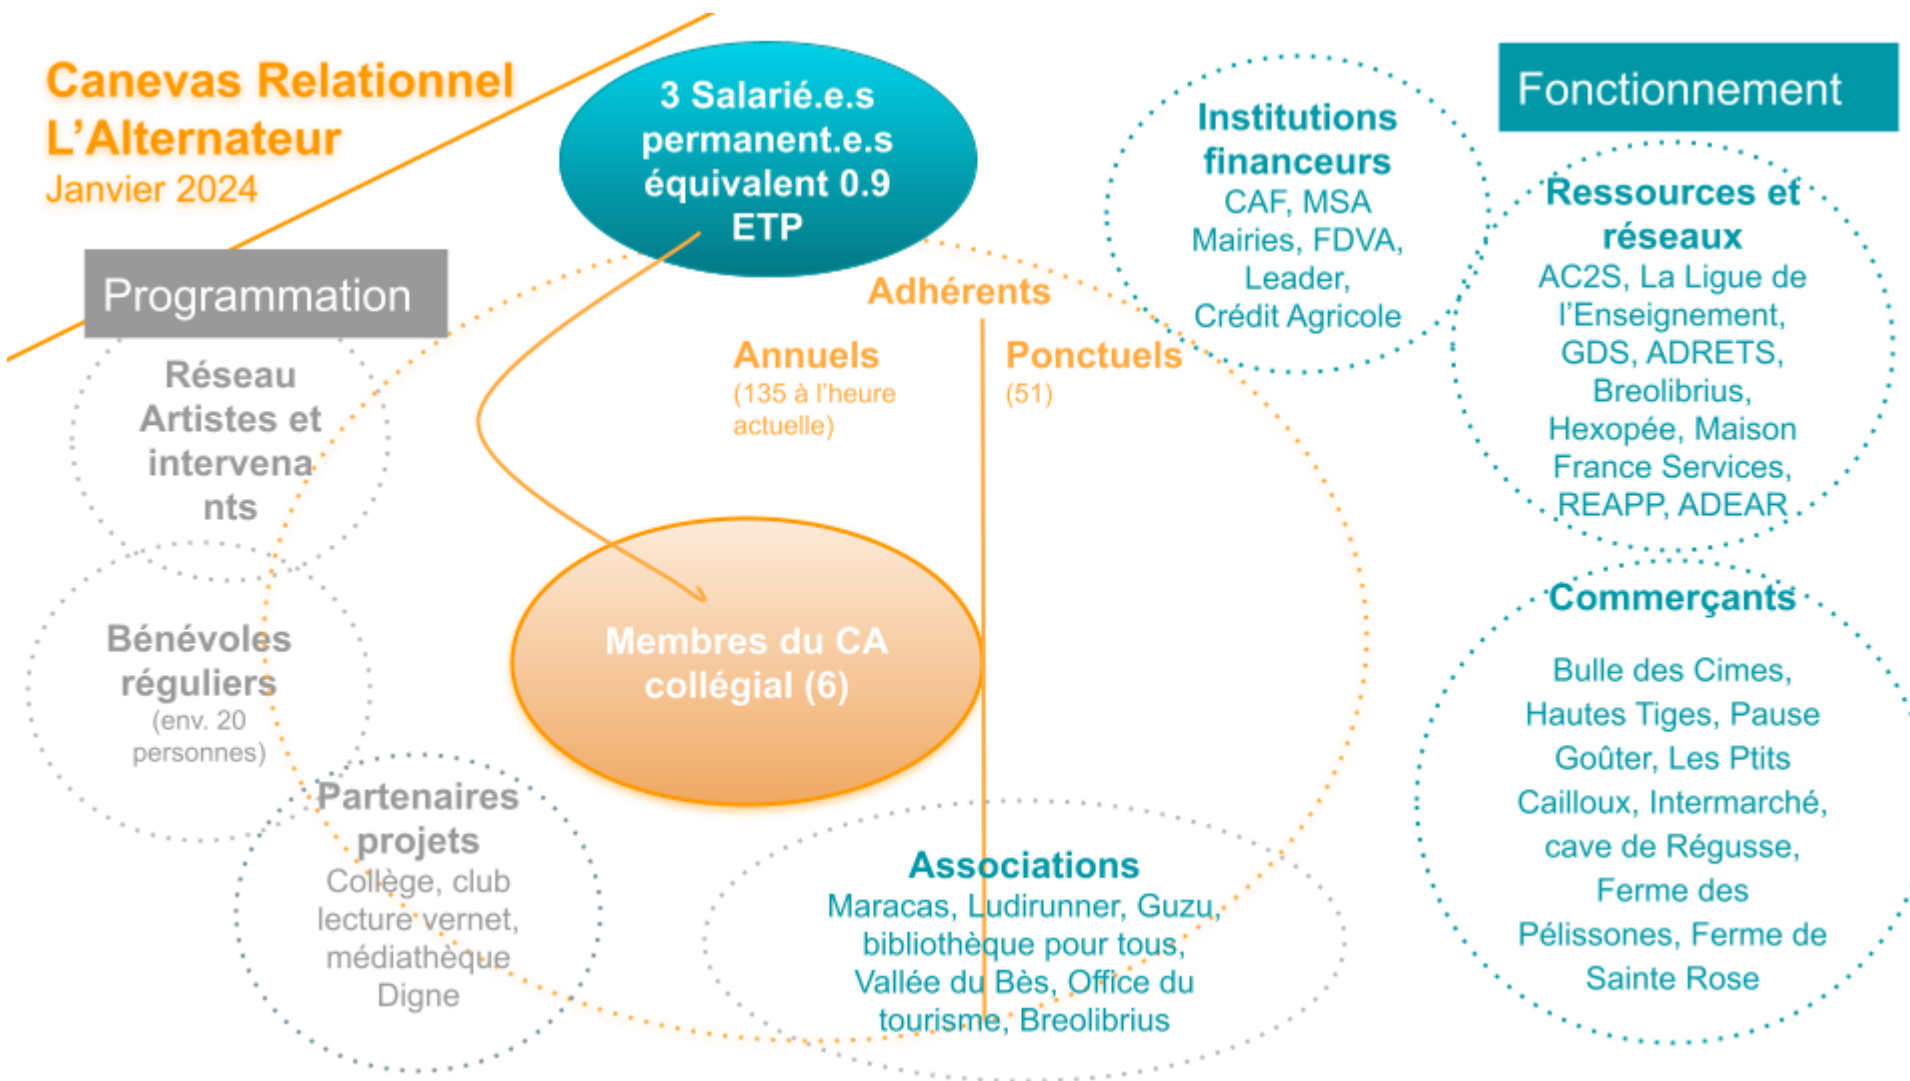 Canevas Relationnel
L'Alternateur
Janvier 2024
3 Salarié.e.s
permanent.e.s
équivalent 0.9
ETP
Institutions
financeurs
CAF, MSA
Mairies, FDVA,
Leader,
Crédit Agricole
Fonctionnement
Ressources et
réseaux
AC2S, La Ligue de
l'Enseignement,
GDS, ADRETS,
Breolibrius,
Hexopée, Maison
France Services,
REAPP, ADEAR
Programmation
Réseau
Artistes et
intervena
nts
Adhérents
Annuels
(135 à l'heure
actuelle)
Ponctuels
(51)
Membres du CA
collégial (6)
Bénévoles
réguliers
(env. 20
personnes)
Partenaires
projets
Collège, club
lecture vernet,
médiathèque
Digne
Associations
Maracas, Ludirunner, Guzu,
bibliothèque pour tous,
Vallée du Bès, Office du
tourisme, Breolibrius
Commerçants
Bulle des Cimes,
Hautes Tiges, Pause
Goûter, Les Ptits
Cailloux, Intermarché,
cave de Régusse,
Ferme des
Pélissones, Ferme de
Sainte Rose